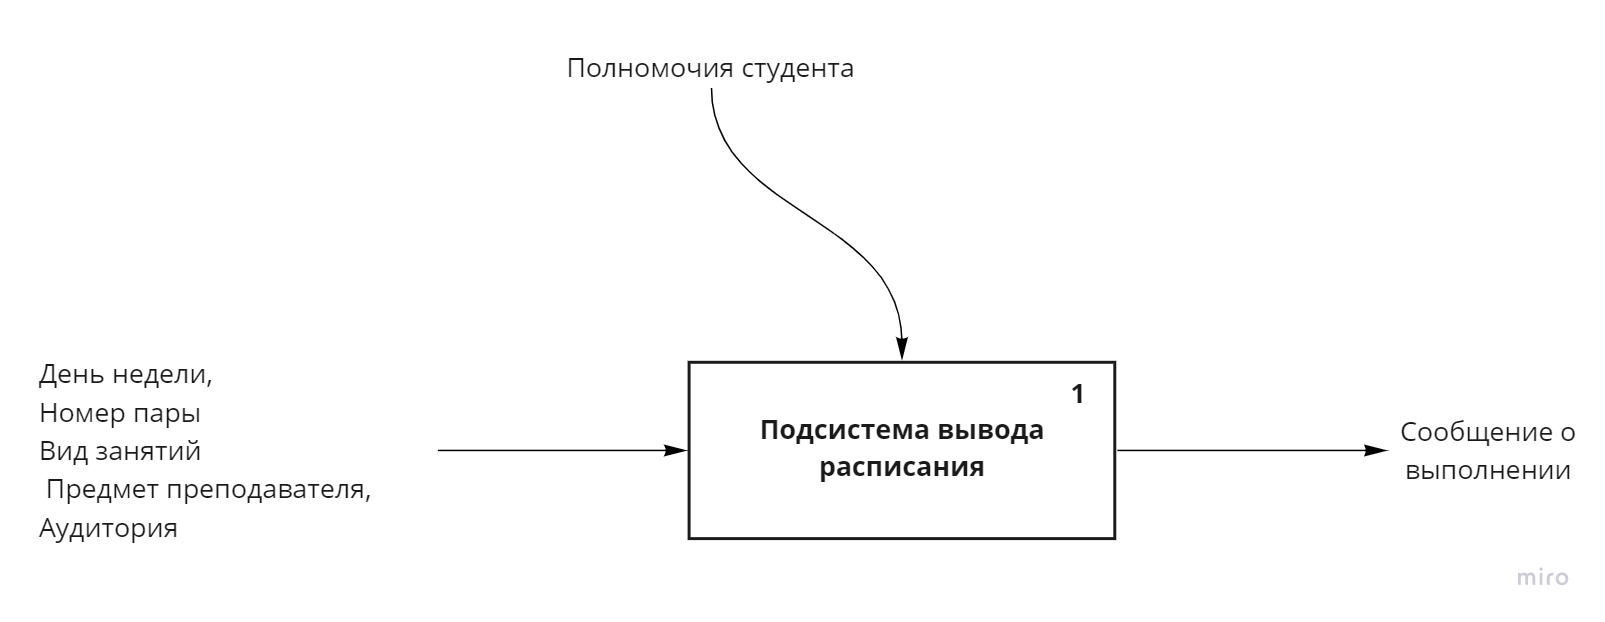 Полномочия студента
День недели,
Номер пары
Вид занятий
Предмет преподавателя,
Аудитория
1
Подсистема вывода
расписания
Сообщение о
выполнении
miro